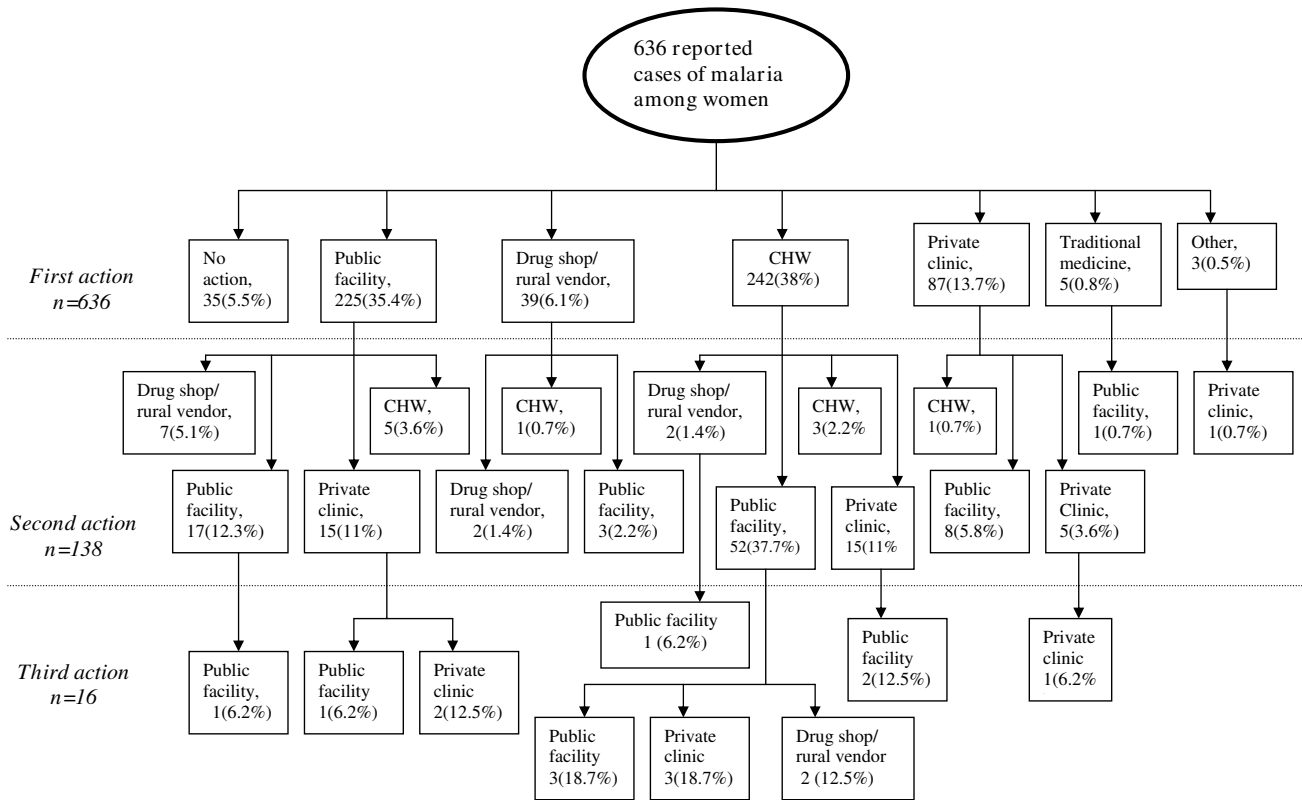 636 reported
cases of malaria
among women
First action
n=636
No
action,
35(5.5%)
Public
facility,
225(35.4%)
Drug shop/
rural vendor,
39(6.1%)
CHW
242(38%)
Private
clinic,
87(13.7%)
Traditional
medicine,
5(0.8%)
Other,
3(0.5%)
Second action
n=138
Drug shop/
rural vendor,
7(5.1%)
CHW,
5(3.6%)
CHW,
1(0.7%)
Drug shop/
rural vendor,
2(1.4%)
CHW,
3(2.2%
CHW,
1(0.7%)
Public
facility,
1(0.7%)
Private
clinic,
1(0.7%)
Public
facility,
17(12.3%)
Private
clinic,
15(11%)
Drug shop/
rural vendor,
2(1.4%)
Public
facility,
3(2.2%)
Public
facility,
52(37.7%)
Private
clinic,
15(11%
Public
facility,
8(5.8%)
Private
Clinic,
5(3.6%)
Third action
n=16
Public facility
1 (6.2%)
Public
facility
2(12.5%)
Private
clinic
1(6.2%
Public
facility,
1(6.2%)
Public
facility
1(6.2%)
Private
clinic
2(12.5%)
Public
facility
3(18.7%)
Private
clinic
3(18.7%)
Drug shop/
rural vendor
2 (12.5%)